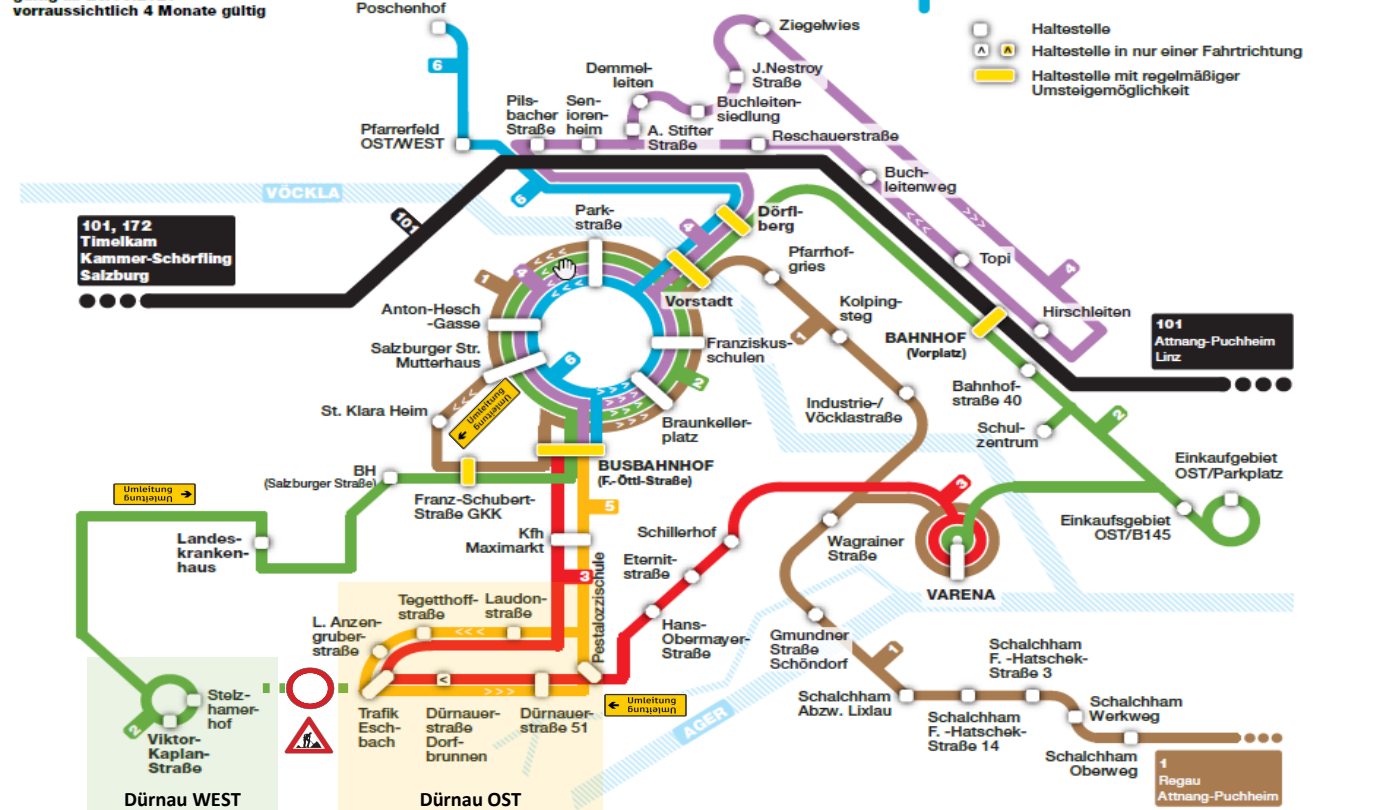 vorraussichtlich 4 Monate gültig
Poschenhof
6
Pfarrerfeld
OST/WEST
Pils-
bacher
Straße
Sen-
ioren-
heim
Demmel-
leiten
A. Stifter
Straße
Buchleiten-
siedlung
J.Nestroy
Straße
Ziegelwies
Reschauerstraße
Haltestelle
Haltestelle in nur einer Fahrtrichtung
Haltestelle mit regelmäßiger
Umsteigemöglichkeit
VÖCKLA
6
101
101, 172
Timelkam
Kammer-Schörfling
Salzburg
Park-
straße
4
Dörfl-
berg
Buch-
leitenweg
Topi
4
Hirschleiten
101
Attnang-Puchheim
Linz
1
4
Vorstadt
Pfarrhof-
gries
Kolping-
steg
1
BAHNHOF
(Vorplatz)
Anton-Hesch
-Gasse
Salzburger Str.
Mutterhaus
6
Franziskus-
schulen
2
Braunkeller-
platz
Industrie-/
Vöcklastraße
Bahnhof-
straße 40
Schul-
zentrum
2
St. Klara Heim
Umleitung
Umleitung
BUSBAHNHOF
(F.-Öttl-Straße)
BH
(Salzburger Straße)
Franz-Schubert-
Straße GKK
Umleitung
Umleitung
Landes-
kranken-
haus
Kfh
Maximarkt
5
3
Pestalozzischule
Schillerhof
Eternit-
straße
Hans-
Obermayer-
Straße
3
VARENA
Wagrainer
Straße
Einkaufgebiet
OST/Parkplatz
Einkaufsgebiet
OST/B145
Gmundner
Straße
Schöndorf
1
Schalchham
Abzw. Lixlau
Schalchham
F. -Hatschek-
Straße 14
Schalchham
F. -Hatschek-
Straße 3
Schalchham
Werkweg
Schalchham
Oberweg
1
Regau
Attnang-Puchheim
Tegetthoff-
straße
Laudon-
straße
L. Anzen-
gruber-
straße
Trafik
Esch-
bach
Dürnauer-
straße
Dorf-
brunnen
Dürnauer-
straße 51
Umleitung
Umleitung
AGER
Stelz-
hamer-
hof
2
Viktor-
Kaplan-
Straße
Dürnau WEST
Dürnau OST